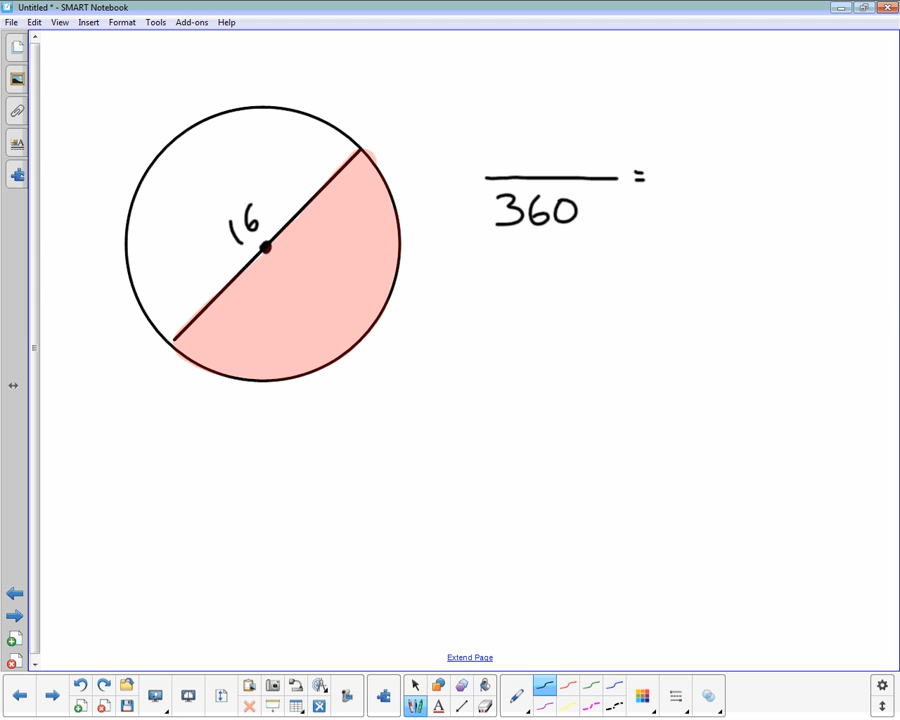 Untitled * - SMART Notebook
File Edit View Insert Format Tools Add-ons Help
16
=
360
Extend Page